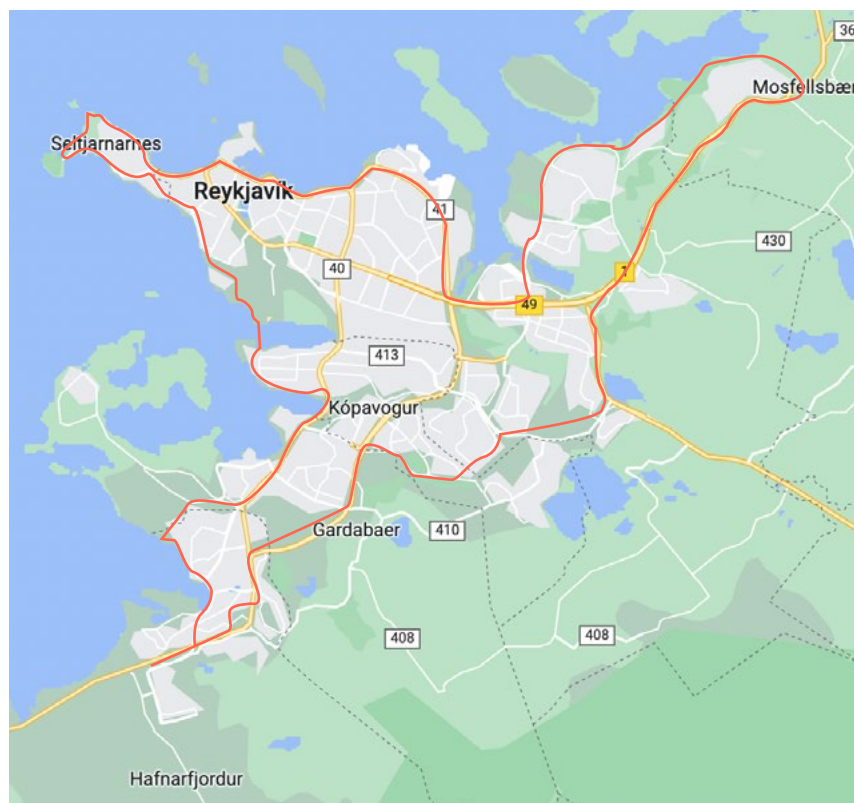 36
Mosfellsbær
Seltjarnarnes
Reykjavík
41
430
40
1
49
413
Kópavogur
Gardabaer
410
408
408
Hafnarfjordur